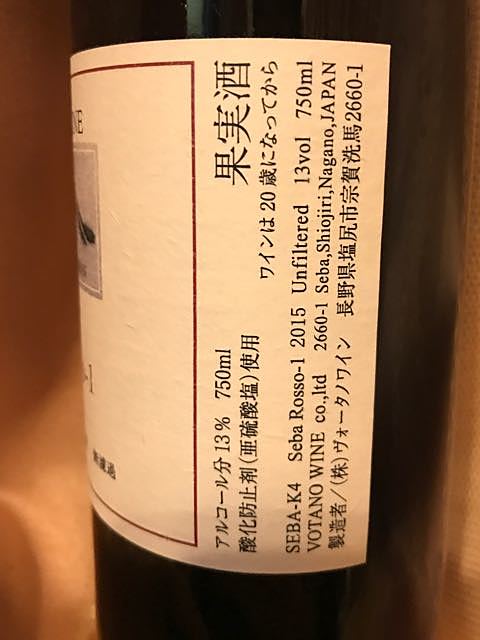 果実酒
ワインは20歳になってから
アルコール分13% 750ml
酸化防止剤(亜硫酸塩)使用
SEBA-K4 Seba Rosso-1 2015 Unfiltered 13vol 750ml
VOTANO WINE co.,ltd 2660-1 Seba,Shiojiri,Nagano,JAPAN
製造者/(株)ヴォータノワイン 長野県塩尻市宗賀洗馬2660-1